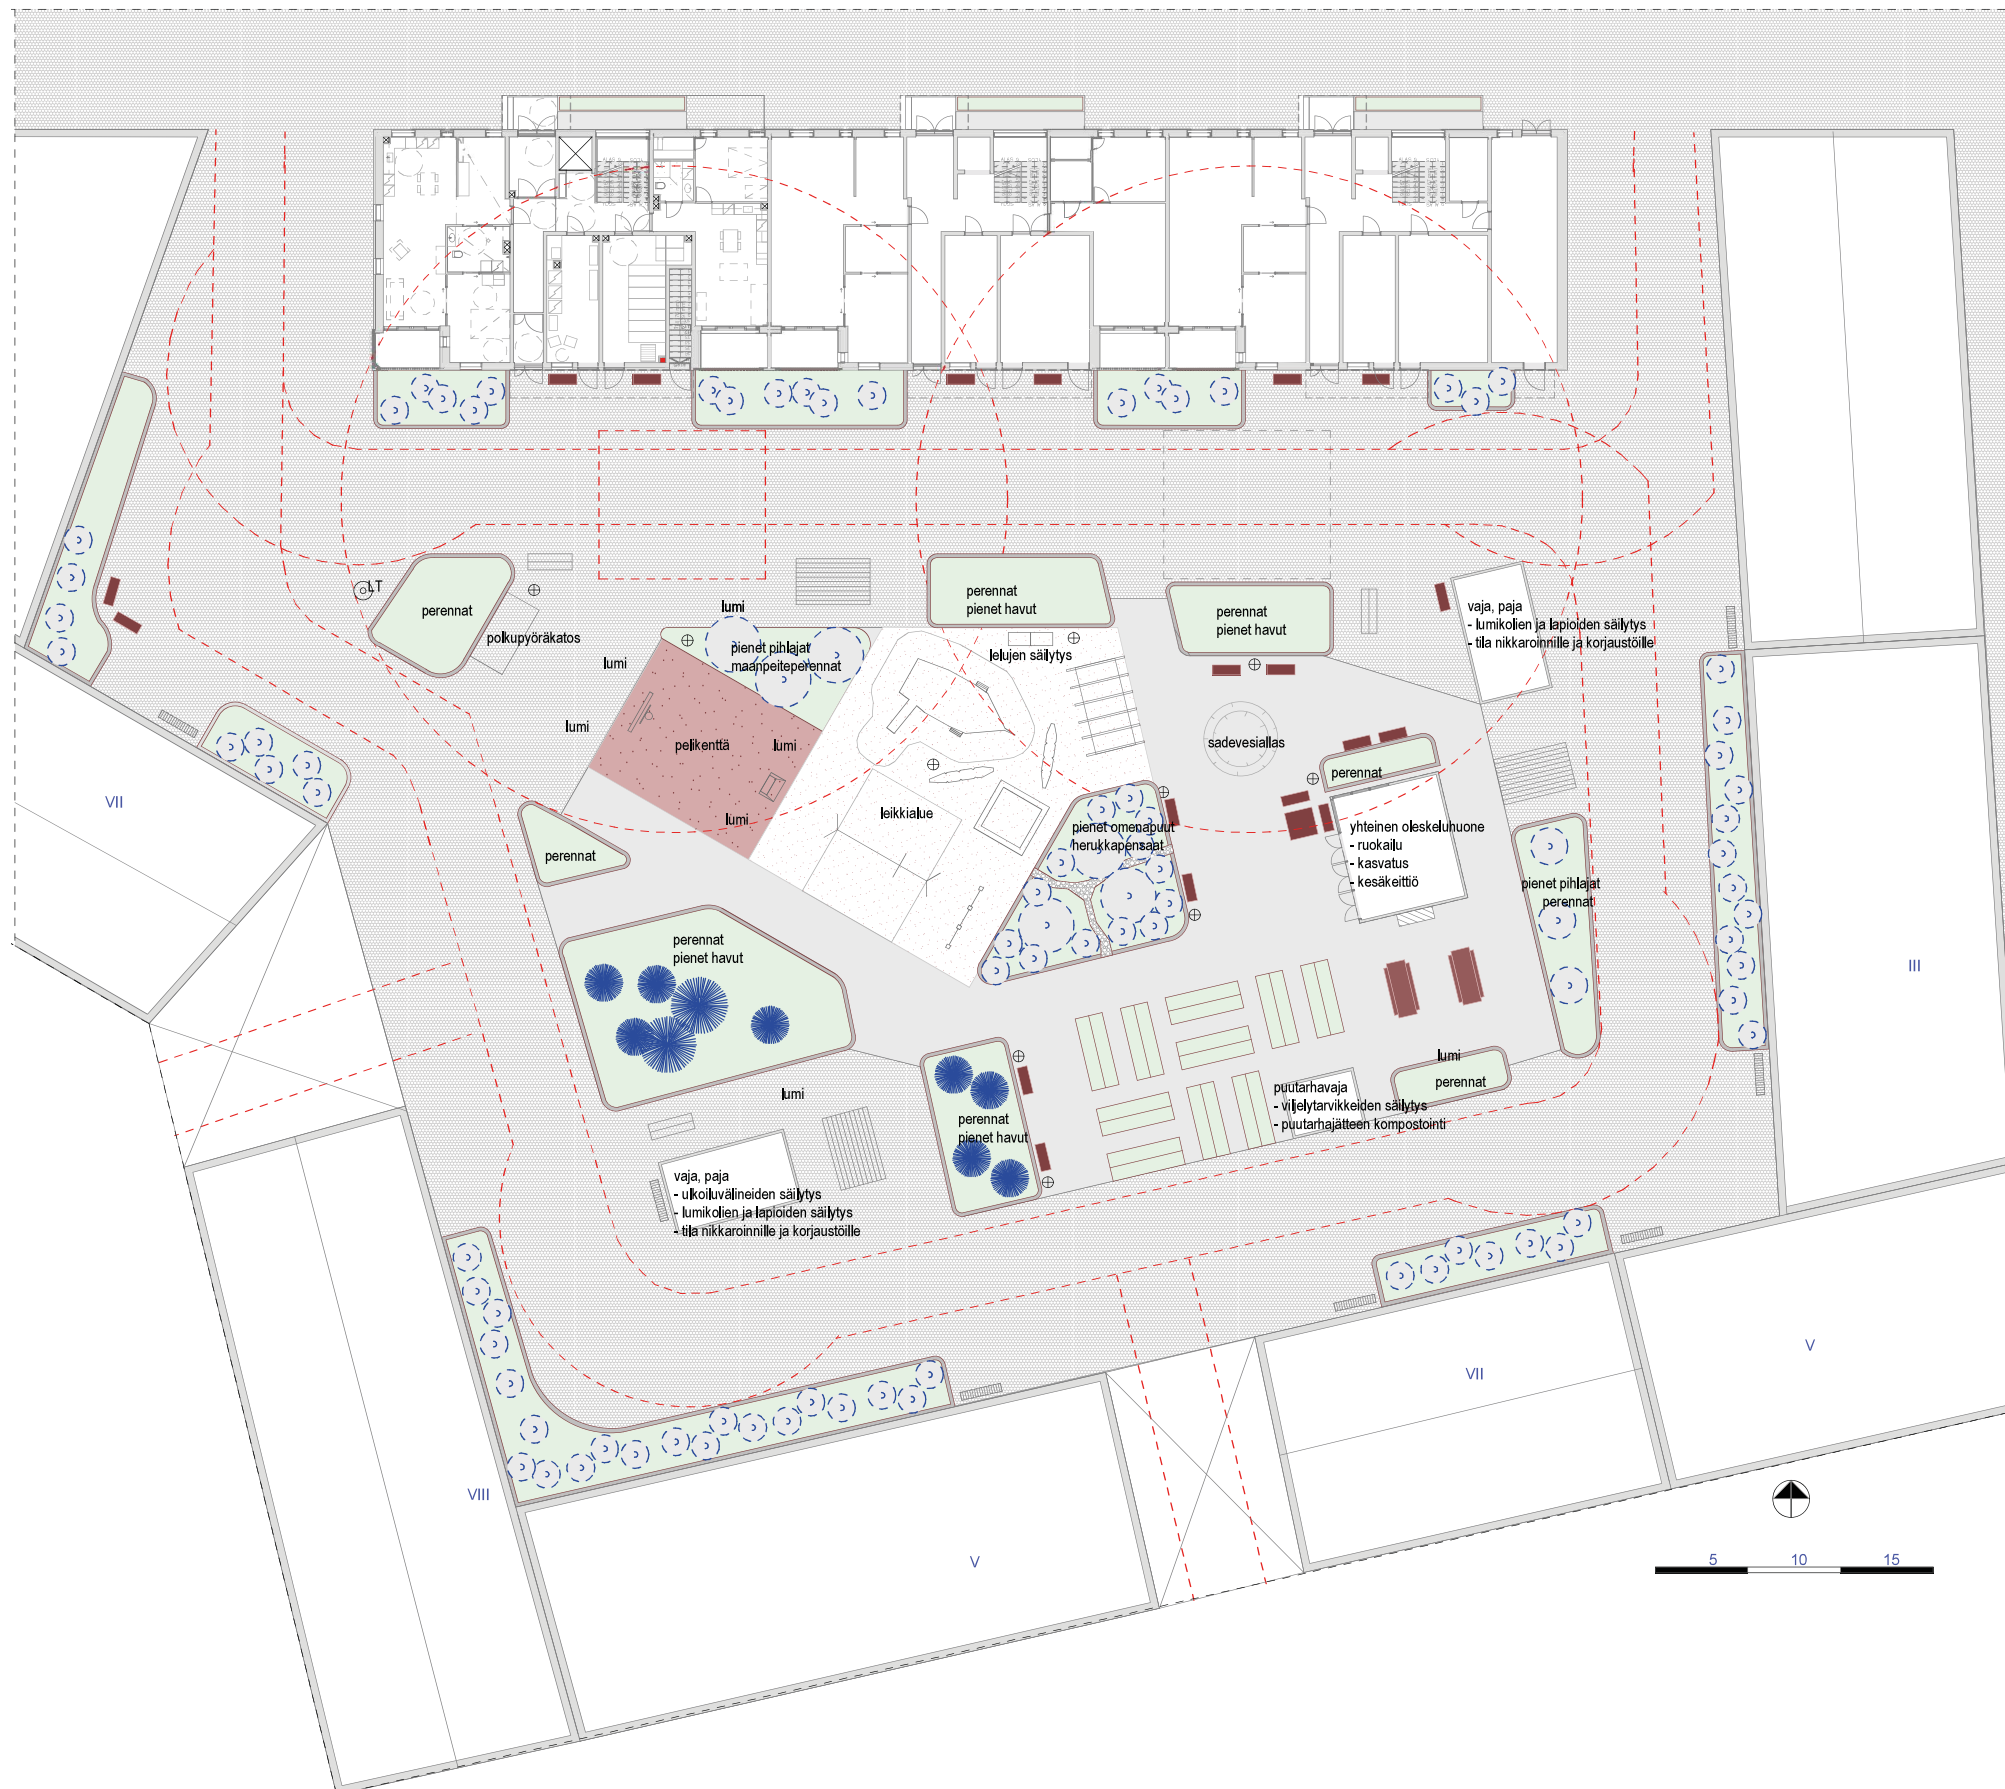 LT
perennat
polkupyöräkatos
lumi
pienet pihlajat
maanpeiteperennat
lumi
lumi
pelikenttä
lumi
lumi
perennat
pienet havut
lelujen säilytys
perennat
pienet havut
vaja, paja
- lumikolien ja lapioiden säilytys
- tila nikkaroinnille ja korjaustöille
sadevesiallas
perennat
leikkialue
pienet omenapuut
herukkapensaat
yhteinen oleskeluhuone
- ruokailu
- kasvatus
- kesäkeittiö
pienet pihlajat
perennat
VII
perennat
perennat
pienet havut
III
lumi
perennat
pienet havut
puutarhavaja
- viljelytarvikkeiden säilytys
- puutarhajätteen kompostointi
lumi
perennat
vaja, paja
- ulkoiluvälineiden säilytys
- lumikolien ja lapioiden säilytys
- tila nikkaroinnille ja korjaustöille
VIII
V
VII
V
5 10 15